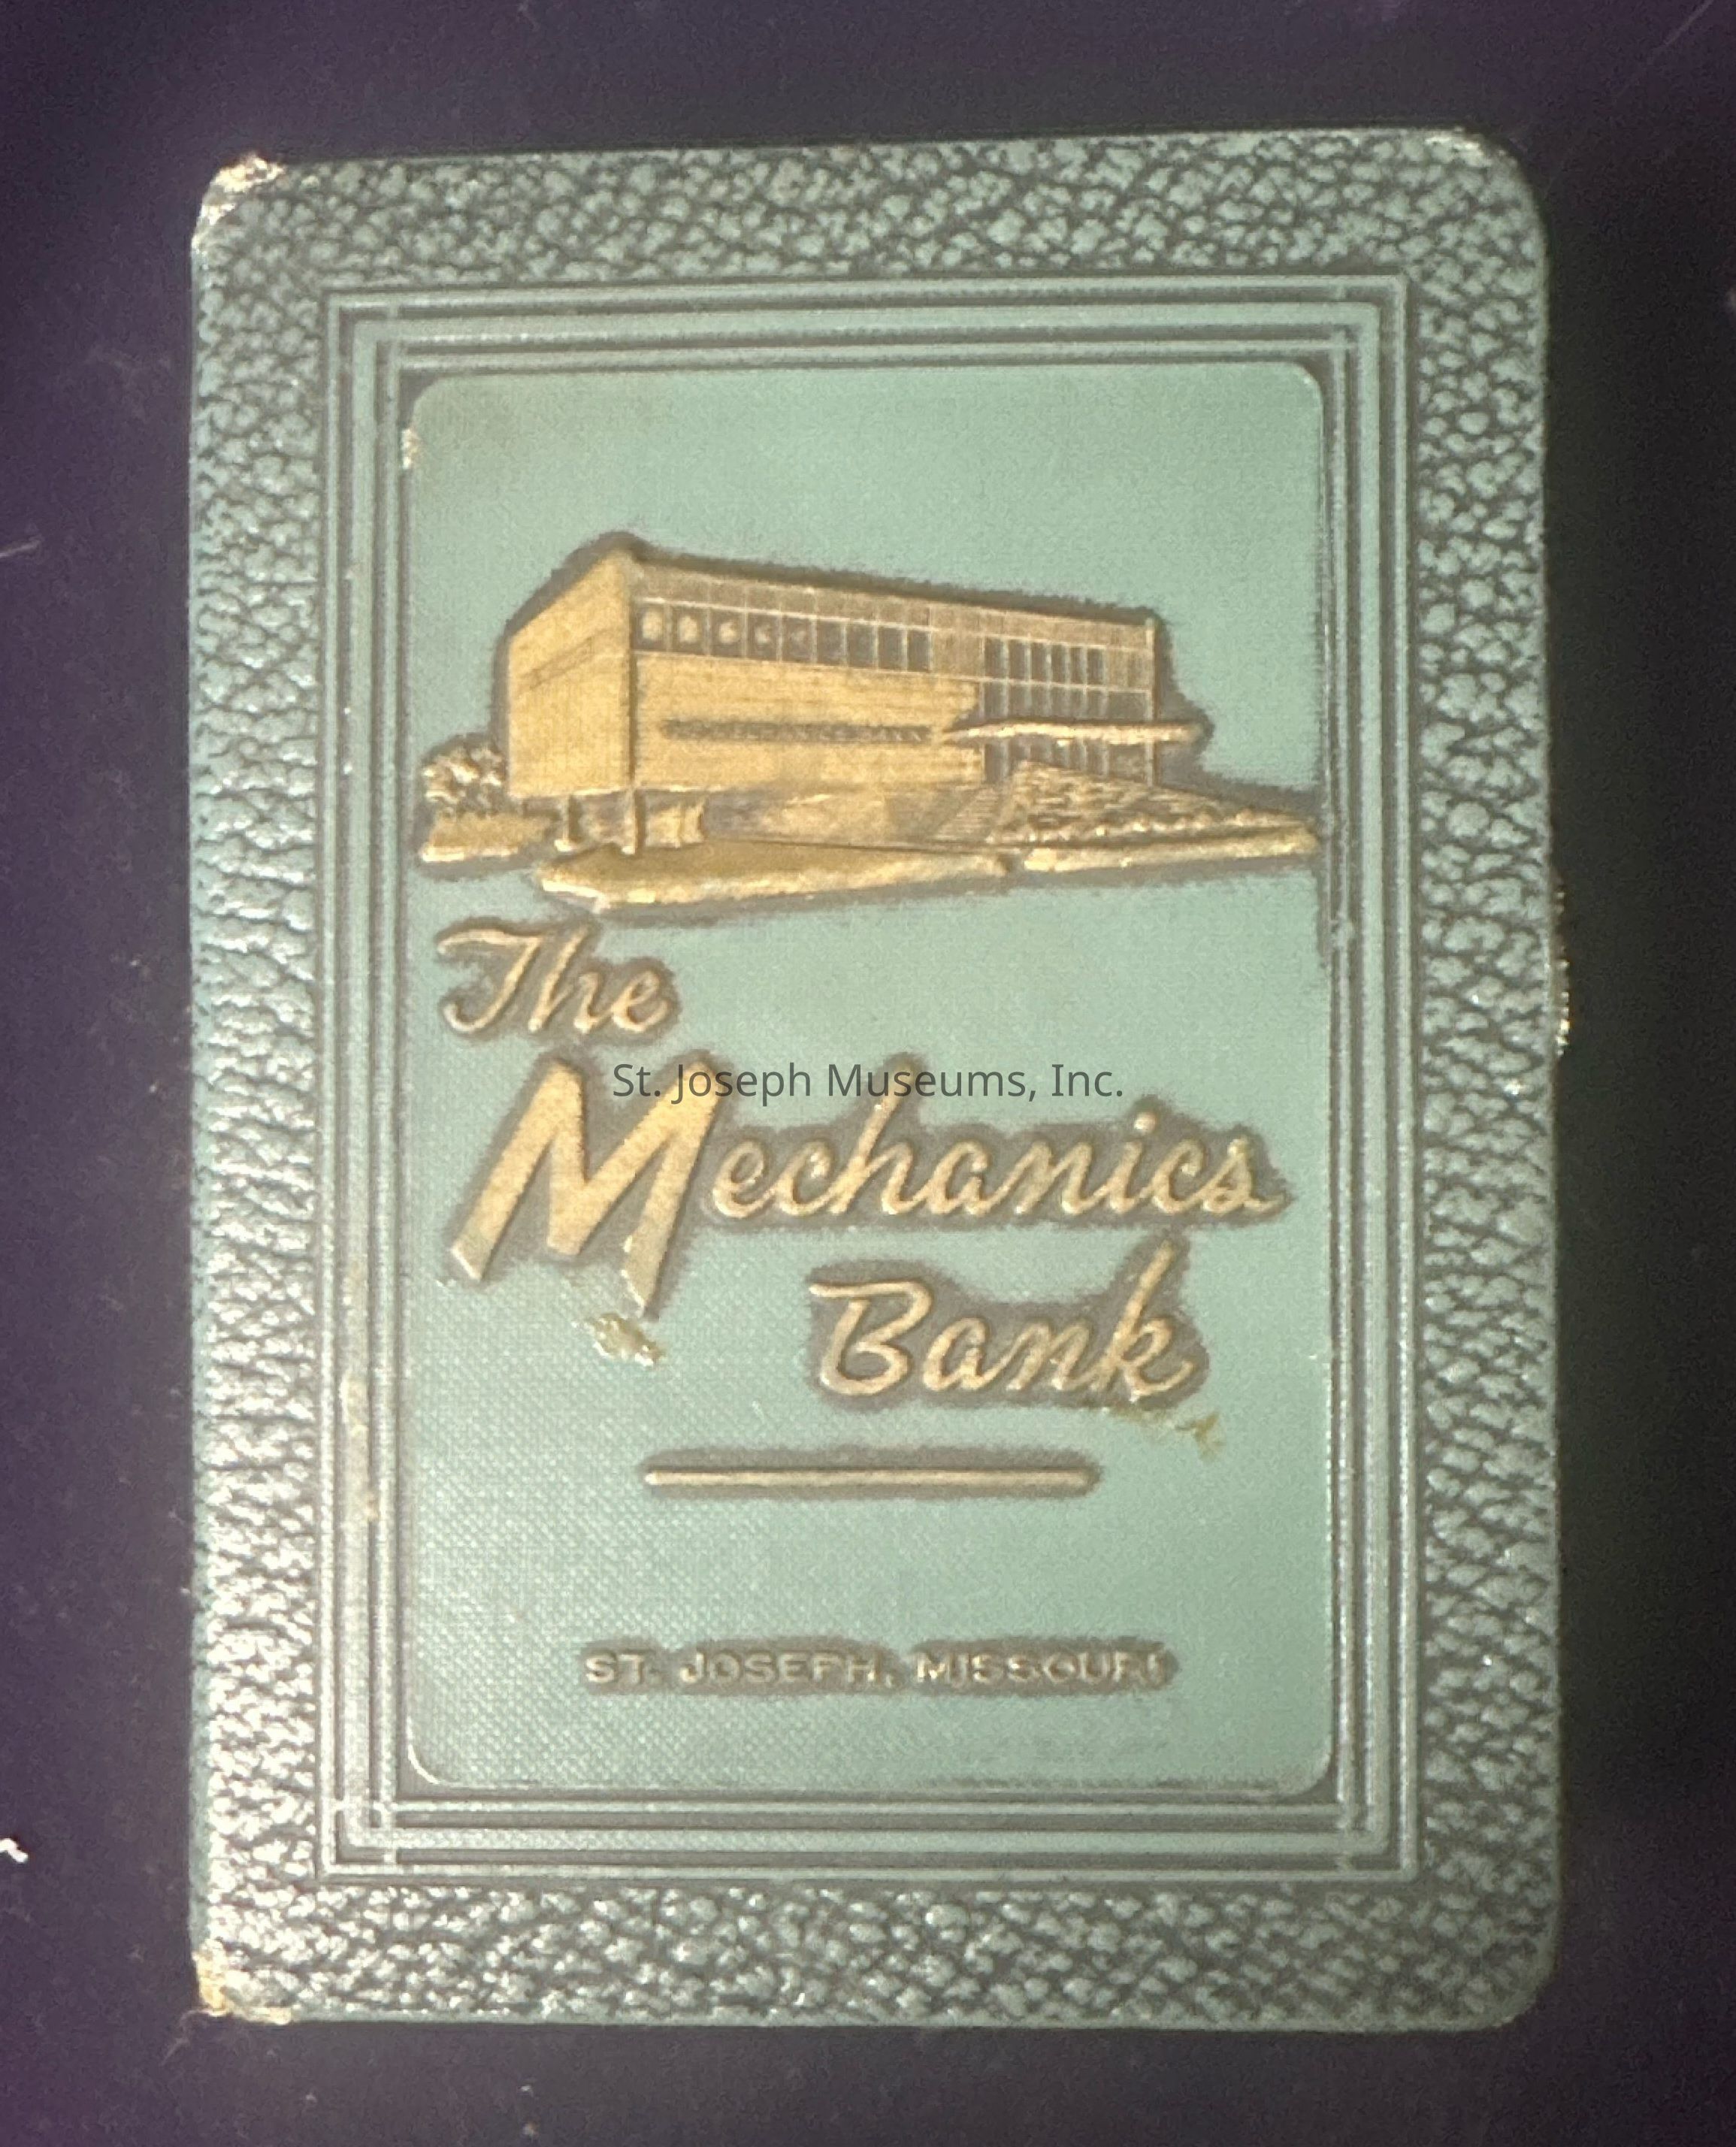 The
St. Joseph Museums, Inc.
Mechanics
Bank
ST. JOSEPH, MISSOURI